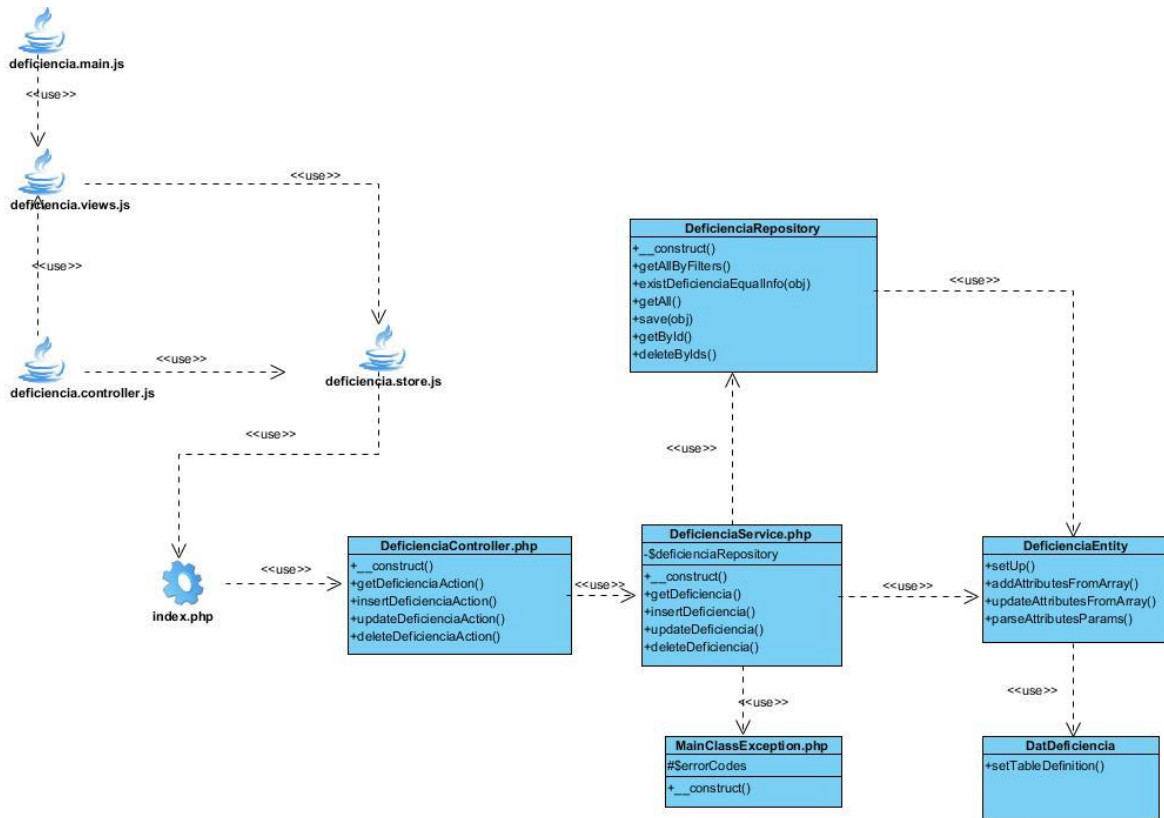 deficiencia.main.js
<<use>>
deficiencia.views.js
<<use>>
<<use>>
deficiencia.controller.js
<<use>>
deficiencia.store.js
<<use>>
index.php
<<use>>
DeficienciaController.php
+__construct()
+getDeficienciaAction()
+insertDeficienciaAction()
+updateDeficienciaAction()
+deleteDeficienciaAction()
<<use>>
DeficienciaRepository
+__construct()
+getAllByFilters()
+existDeficienciaEqualInfo(obj)
+getAll()
+save(obj)
+getById()
+deleteByIds()
<<use>>
<<use>>
DeficienciaService.php
-$deficienciaRepository
+__construct()
+getDeficiencia()
+insertDeficiencia()
+updateDeficiencia()
+deleteDeficiencia()
<<use>>
DeficienciaEntity
+setUp()
+addAttributesFromArray()
+updateAttributesFromArray()
+parseAttributesParams()
<<use>>
<<use>>
MainClassException.php
#$errorCodes
+__construct()
DatDeficiencia
+setTableDefinition()